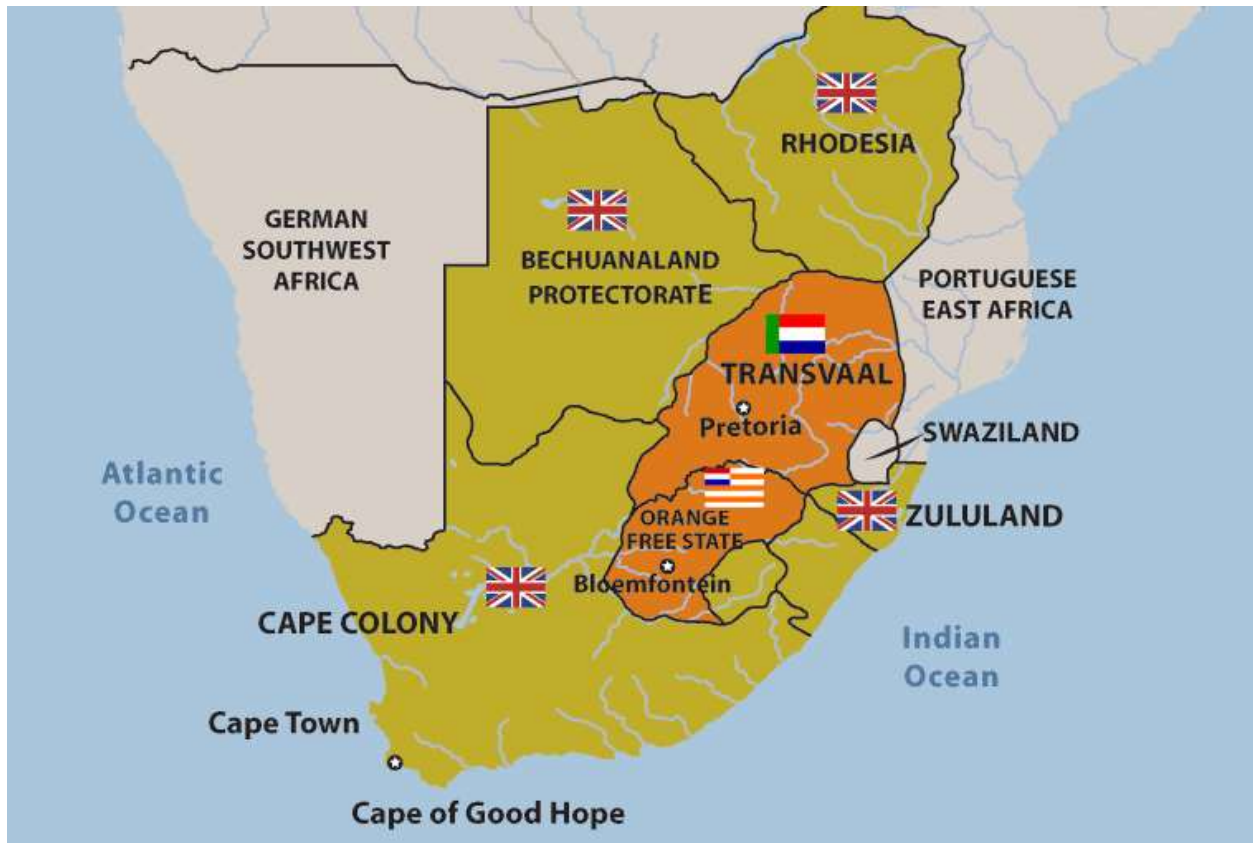 RHODESIA
GERMAN
SOUTHWEST
AFRICA
BECHUANALAND
PROTECTORATE
PORTUGUESE
EAST AFRICA
TRANSVAAL
Pretoria
SWAZILAND
Atlantic
Ocean
ORANGE
FREE STATE
ZULULAND
Bloemfontein
CAPE COLONY
Indian
Ocean
Cape Town
Cape of Good Hope